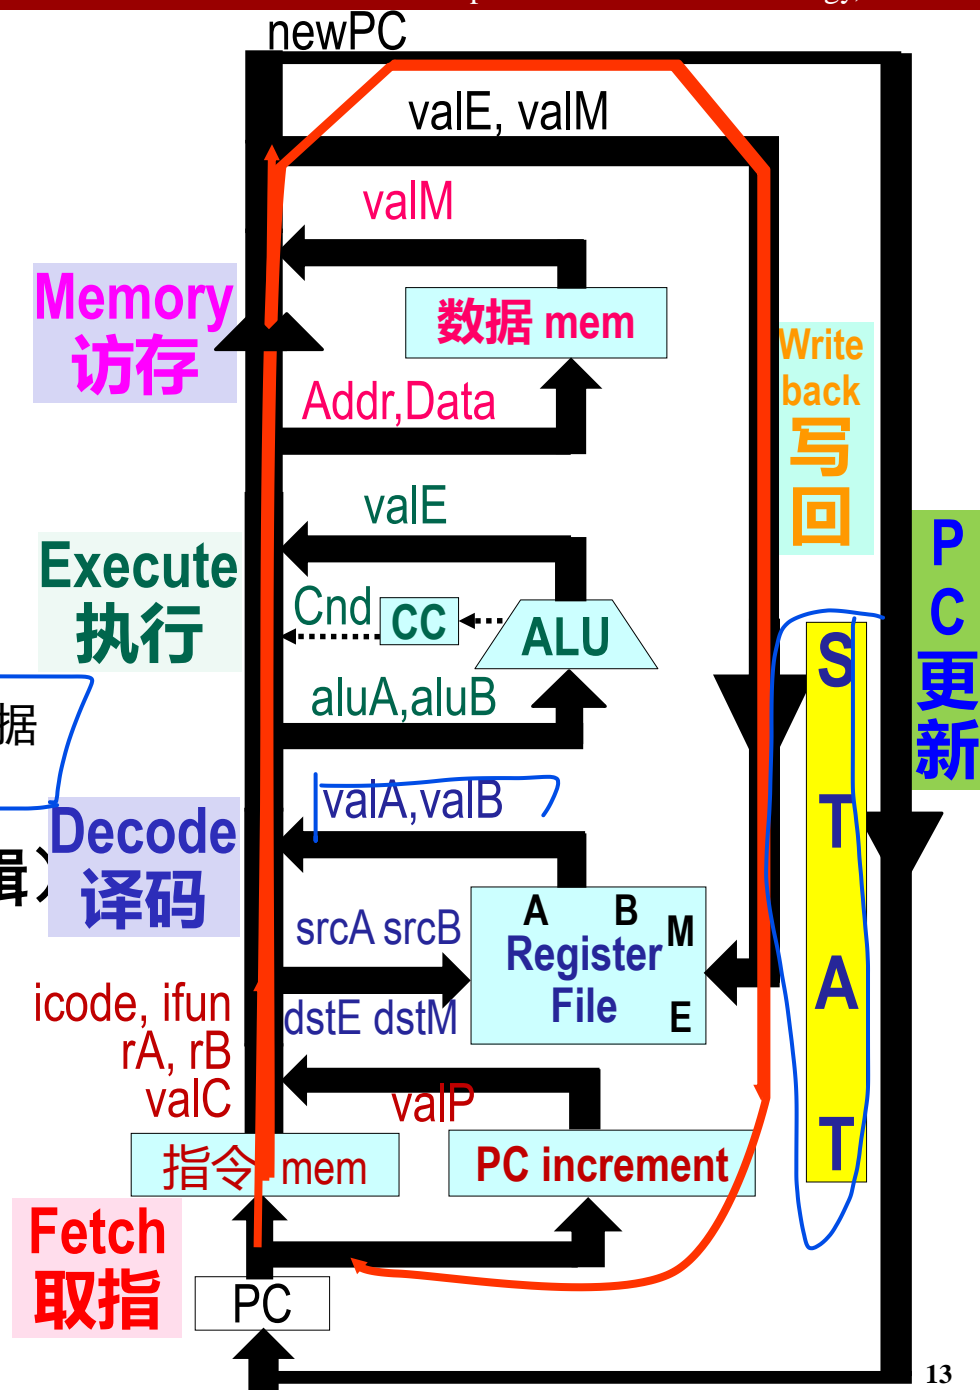 newPC
valE, valM
valM
Memory
访存
数据 mem
Write
back
写
回
Addr,Data
valE
P
C
更
新
Execute
执行
Cnd
CC
ALU
S
T
A
T
aluA,aluB
据
valA,valB
Decode
译码
A B M
srcA srcB
Register
File
E
dstE dstM
icode, ifun
rA, rB
valC
valP
指令 mem
PC increment
Fetch
取指
PC
13